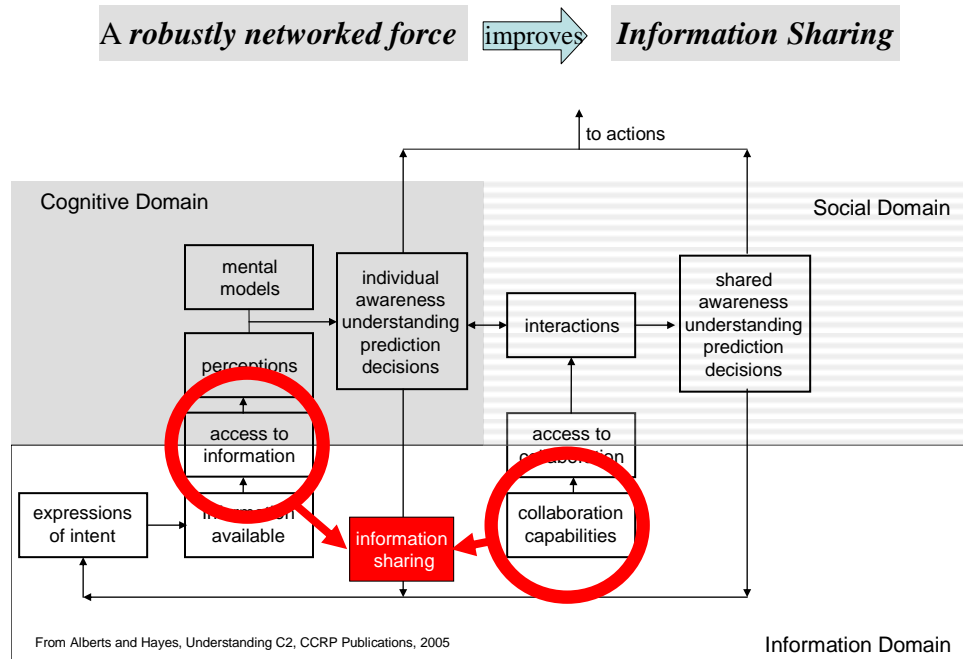 A robustly networked force improves Information Sharing
to actions
Cognitive Domain
Social Domain
mental
models
individual
awareness
understanding
prediction
decisions
interactions
shared
awareness
understanding
prediction
decisions
perceptions
access to
information
access to
collaboration
expressions
of intent
information
available
information
sharing
collaboration
capabilities
From Alberts and Hayes, Understanding C2, CCRP Publications, 2005
Information Domain